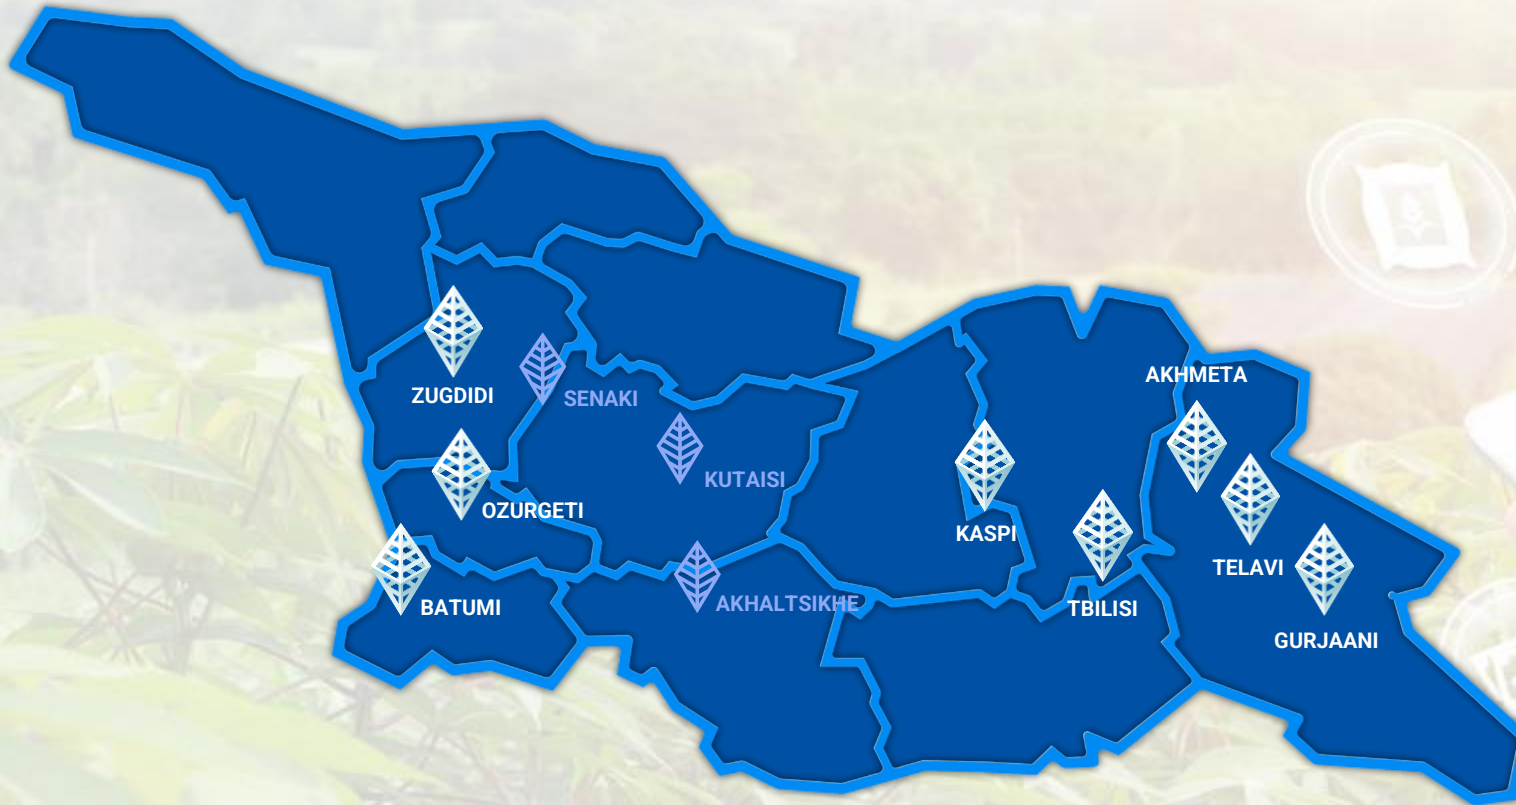 AKHMETA
ZUGDIDI
SENAKI
KUTAISI
OZURGETI
KASPI
TELAVI
BATUMI
AKHALTSIKHE
TBILISI
GURJAANI